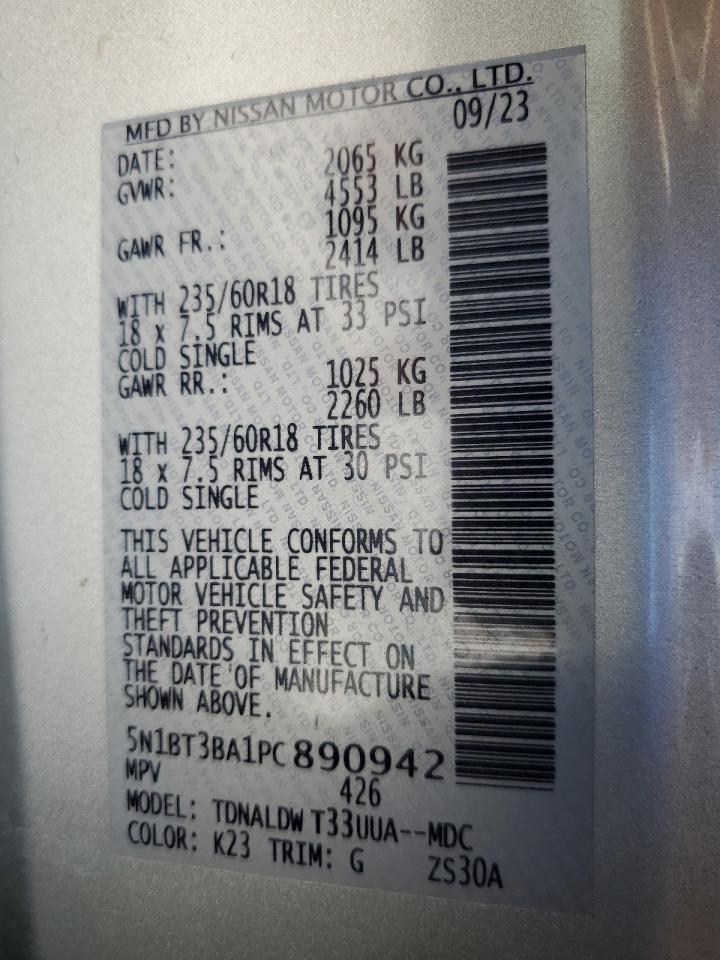 MFD BY NISSAN MOTOR CO., LTD.
DATE: 09/23
GVWR: 2065 KG
4553 LB
GAWR FR.: 1095 KG
2414 LB
WITH 235/60R18 TIRES
18 x 7.5 RIMS AT 33 PSI
COLD SINGLE
GAWR RR.: 1025 KG
2260 LB
WITH 235/60R18 TIRES
18 x 7.5 RIMS AT 30 PSI
COLD SINGLE
THIS VEHICLE CONFORMS TO
ALL APPLICABLE FEDERAL
MOTOR VEHICLE SAFETY AND
THEFT PREVENTION
STANDARDS IN EFFECT ON
THE DATE OF MANUFACTURE
SHOWN ABOVE.
5N1BT3BA1PC890942
MPV 426
MODEL: TDNALDW T33UUA--MDC
COLOR: K23 TRIM: G ZS30A